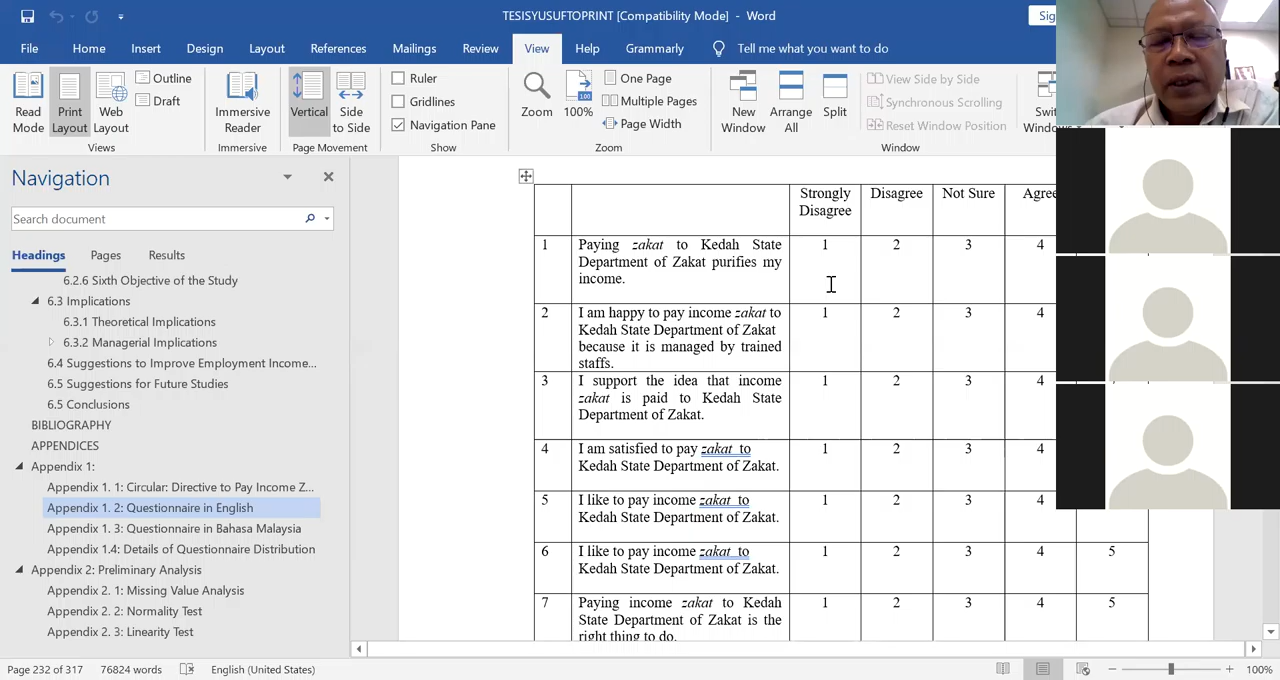 TESISYUSUFTOPRINT [Compatibility Mode] - Word
Sig
File Home Insert Design Layout References Mailings Review View Help Grammarly Tell me what you want to do
Read Mode
Print Layout
Web Layout
Outline
Draft
Views
Immersive Reader
Immersive
Vertical
Side to Side
Page Movement
Ruler
Gridlines
Navigation Pane
Show
Zoom
100%
One Page
Multiple Pages
Page Width
Zoom
New Window
Arrange All
Split
View Side by Side
Synchronous Scrolling
Reset Window Position
Window
Navigation
Search document
Headings Pages Results
6.2.6 Sixth Objective of the Study
6.3 Implications
6.3.1 Theoretical Implications
6.3.2 Managerial Implications
6.4 Suggestions to Improve Employment Income...
6.5 Suggestions for Future Studies
6.5 Conclusions
BIBLIOGRAPHY
APPENDICES
Appendix 1:
Appendix 1. 1: Circular: Directive to Pay Income Z...
Appendix 1. 2: Questionnaire in English
Appendix 1. 3: Questionnaire in Bahasa Malaysia
Appendix 1.4: Details of Questionnaire Distribution
Appendix 2: Preliminary Analysis
Appendix 2. 1: Missing Value Analysis
Appendix 2. 2: Normality Test
Appendix 2. 3: Linearity Test
Strongly Disagree Disagree Not Sure Agree
1 Paying zakat to Kedah State 1 2 3 4
Department of Zakat purifies my
income.
2 I am happy to pay income zakat to 1 2 3 4
Kedah State Department of Zakat
because it is managed by trained
staffs.
3 I support the idea that income 1 2 3 4
zakat is paid to Kedah State
Department of Zakat.
4 I am satisfied to pay zakat to 1 2 3 4
Kedah State Department of Zakat.
5 I like to pay income zakat to 1 2 3 4
Kedah State Department of Zakat.
6 I like to pay income zakat to 1 2 3 4 5
Kedah State Department of Zakat.
7 Paying income zakat to Kedah 1 2 3 4 5
State Department of Zakat is the
right thing to do.
Page 232 of 317 76824 words English (United States) 100%